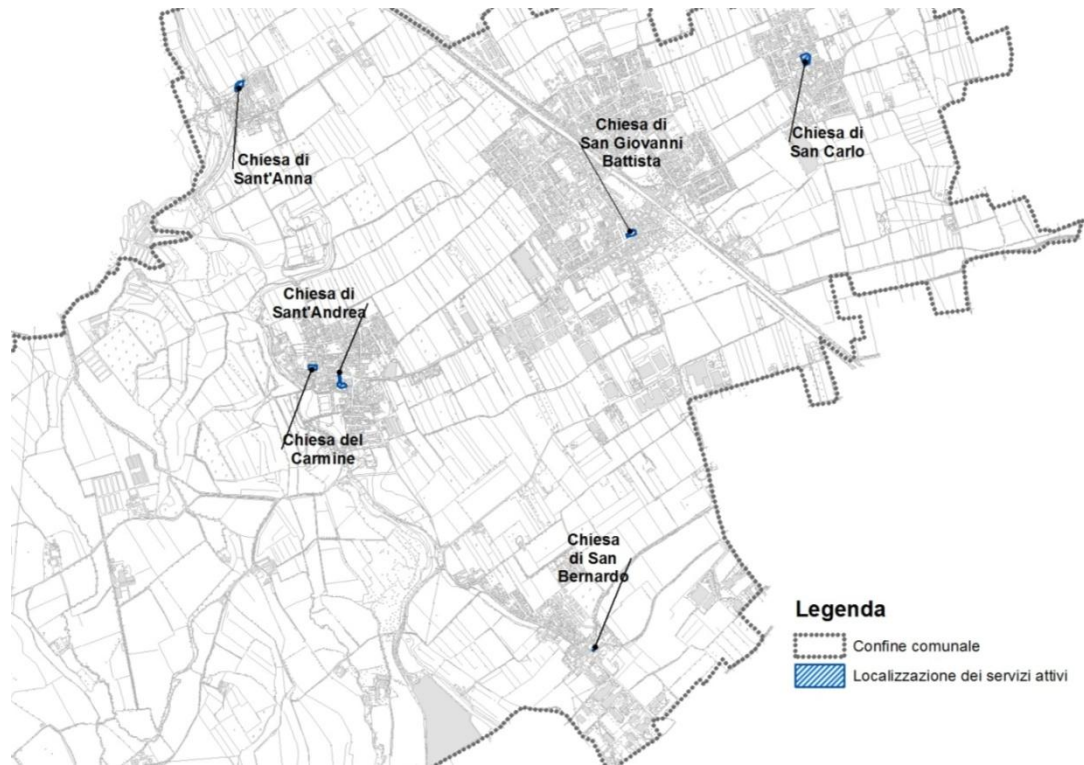 Chiesa di
Sant'Anna
Chiesa di
San Giovanni
Battista
Chiesa di
San Carlo
Chiesa di
Sant'Andrea
Chiesa del
Carmine
Chiesa
di San
Bernardo
Legenda
Confine comunale
Localizzazione dei servizi attivi